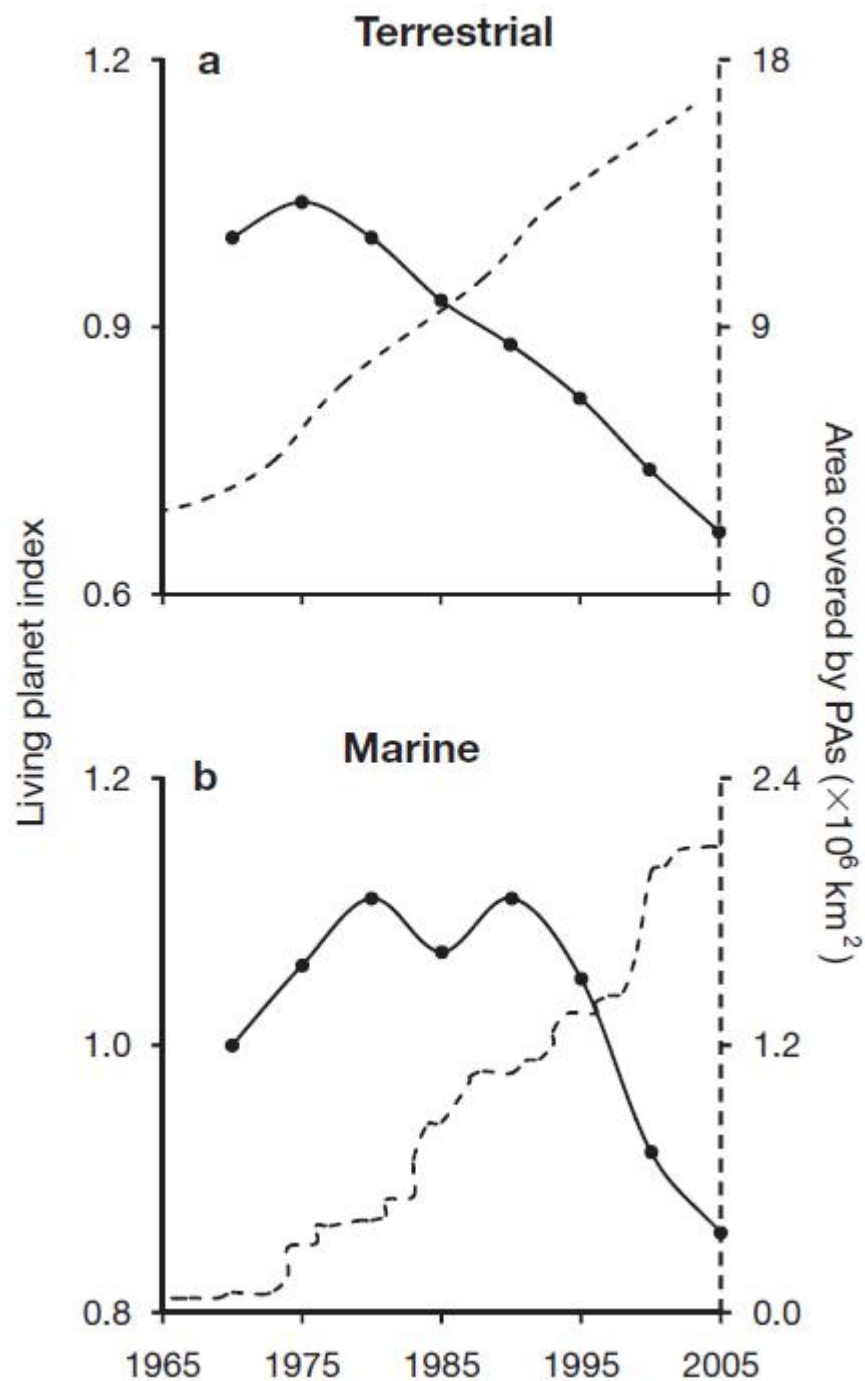 Terrestrial
a
1.2
0.9
0.6
18
9
0
Living planet index
Area covered by PAs (×10⁶ km²)
Marine
b
1.2
1.0
0.8
2.4
1.2
0.0
1965 1975 1985 1995 2005